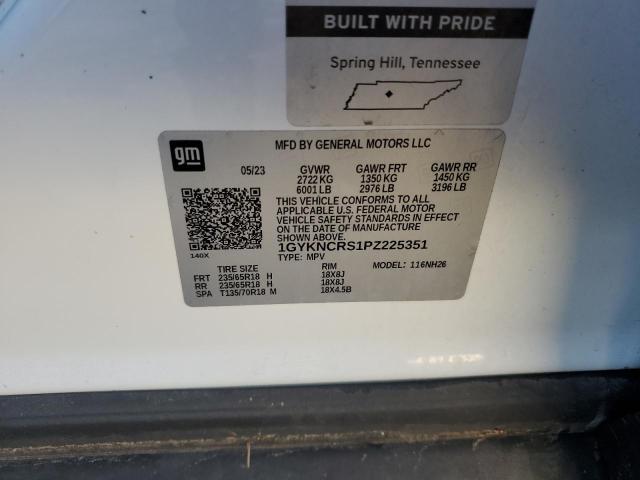 BUILT WITH PRIDE
Spring Hill, Tennessee
gm
MFD BY GENERAL MOTORS LLC
05/23 GVWR GAWR FRT GAWR RR
2722 KG 1350 KG 1450 KG
6001 LB 2976 LB 3196 LB
THIS VEHICLE CONFORMS TO ALL
APPLICABLE U.S. FEDERAL MOTOR
VEHICLE SAFETY STANDARDS IN EFFECT
ON THE DATE OF MANUFACTURE
SHOWN ABOVE.
1GYKNCRS1PZ225351
140X
TYPE: MPV MODEL: 116NH26
TIRE SIZE RIM
FRT 235/65R18 H 18X8J
RR 235/65R18 H 18X8J
SPA T135/70R18 M 18X4.5B